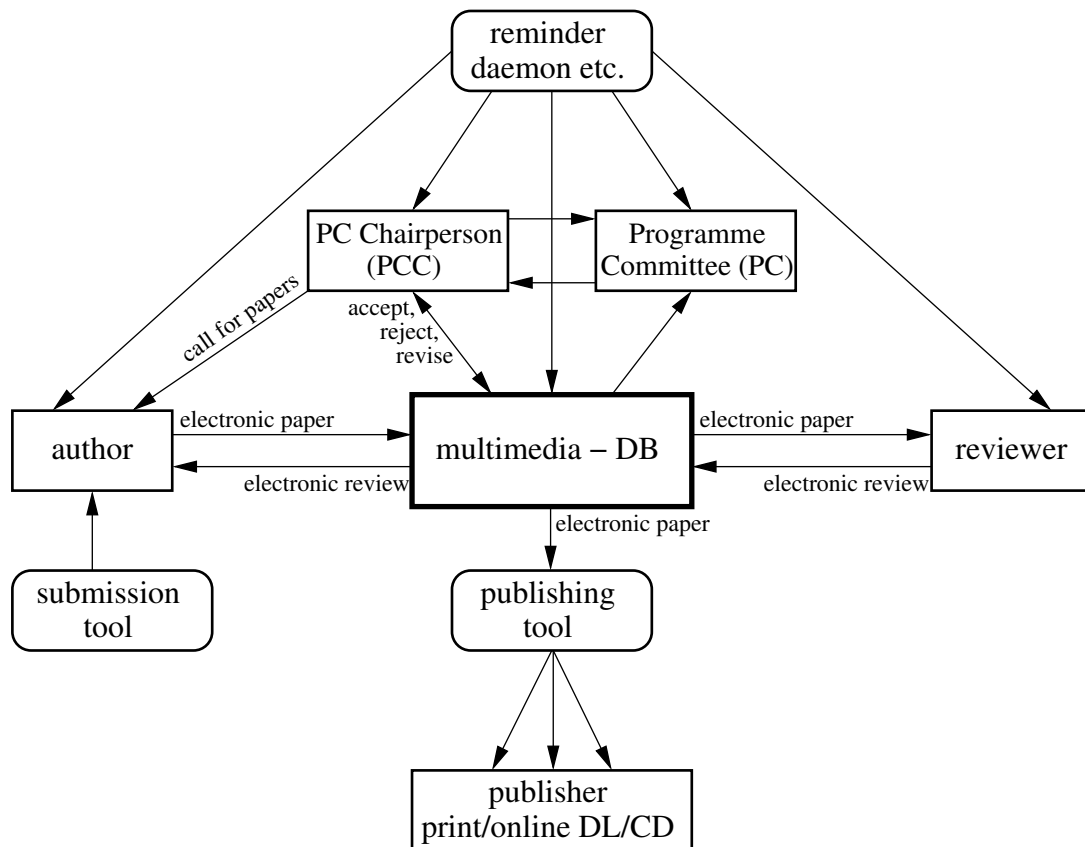 reminder
daemon etc.
PC Chairperson
(PCC)
Programme
Committee (PC)
call for papers
accept,
reject,
revise
author
electronic paper
electronic review
multimedia – DB
electronic paper
electronic review
reviewer
electronic paper
submission
tool
publishing
tool
publisher
print/online DL/CD